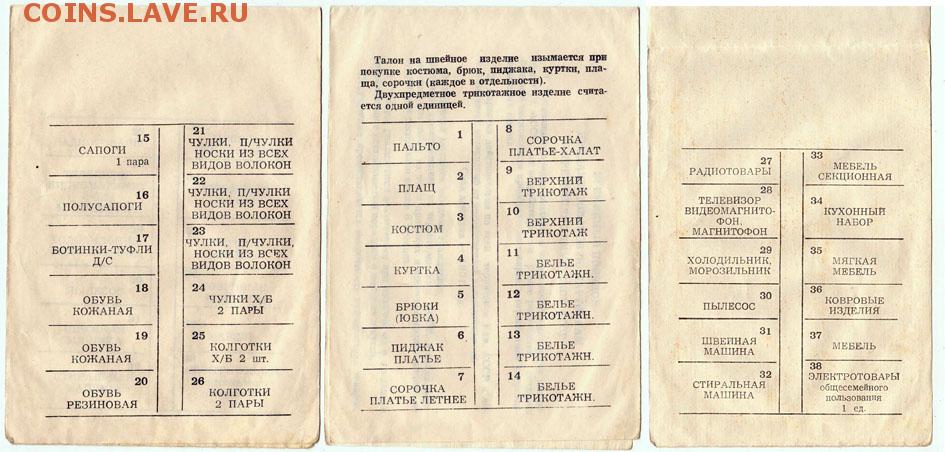 COINS.LAVE.RU
15
САПОГИ
1 пара
16
ПОЛУСАПОГИ
17
БОТИНКИ-ТУФЛИ
Д/С
18
ОБУВЬ
КОЖАНАЯ
19
ОБУВЬ
КОЖАНАЯ
20
ОБУВЬ
РЕЗИНОВАЯ
21
ЧУЛКИ, П/ЧУЛКИ
НОСКИ ИЗ ВСЕХ
ВИДОВ ВОЛОКОН
22
ЧУЛКИ, П/ЧУЛКИ
НОСКИ ИЗ ВСЕХ
ВИДОВ ВОЛОКОН
23
ЧУЛКИ, П/ЧУЛКИ,
НОСКИ ИЗ ВСЕХ
ВИДОВ ВОЛОКОН
24
ЧУЛКИ Х/Б
2 ПАРЫ
25
КОЛГОТКИ
Х/Б 2 шт.
26
КОЛГОТКИ
2 ПАРЫ
Талон на швейное изделие изымается при
покупке костюма, брюк, пиджака, куртки, пла-
ща, сорочки (каждое в отдельности).
Двухпредметное трикотажное изделие счита-
ется одной единицей.
1
ПАЛЬТО
2
ПЛАЩ
3
КОСТЮМ
4
КУРТКА
5
БРЮКИ
(ЮБКА)
6
ПИДЖАК
ПЛАТЬЕ
7
СОРОЧКА
ПЛАТЬЕ ЛЕТНЕЕ
8
СОРОЧКА
ПЛАТЬЕ-ХАЛАТ
9
ВЕРХНИЙ
ТРИКОТАЖ
10
ВЕРХНИЙ
ТРИКОТАЖ
11
БЕЛЬЕ
ТРИКОТАЖН.
12
БЕЛЬЕ
ТРИКОТАЖН.
13
БЕЛЬЕ
ТРИКОТАЖН.
14
БЕЛЬЕ
ТРИКОТАЖН.
27
РАДИОТОВАРЫ
28
ТЕЛЕВИЗОР
ВИДЕОМАГНИТО-
ФОН,
МАГНИТОФОН
29
ХОЛОДИЛЬНИК,
МОРОЗИЛЬНИК
30
ПЫЛЕСОС
31
ШВЕЙНАЯ
МАШИНА
32
СТИРАЛЬНАЯ
МАШИНА
33
МЕБЕЛЬ
СЕКЦИОННАЯ
34
КУХОННЫЙ
НАБОР
35
МЯГКАЯ
МЕБЕЛЬ
36
КОВРОВЫЕ
ИЗДЕЛИЯ
37
МЕБЕЛЬ
38
ЭЛЕКТРОТОВАРЫ
общесемейного
пользования
1 ед.